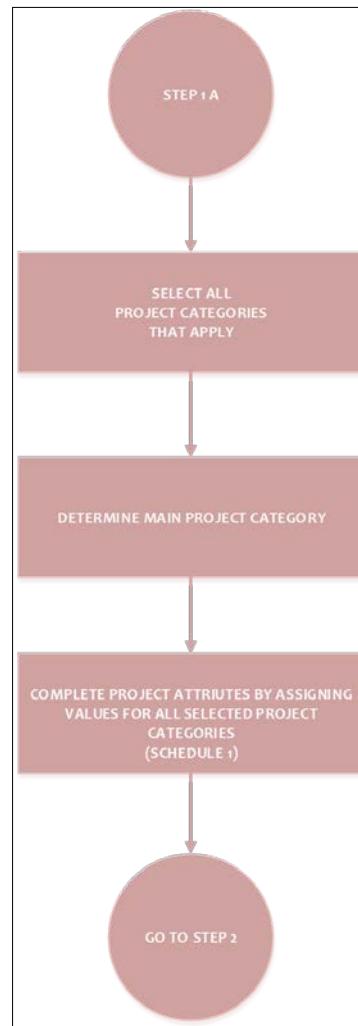 STEP 1 A
SELECT ALL
PROJECT CATEGORIES
THAT APPLY
DETERMINE MAIN PROJECT CATEGORY
COMPLETE PROJECT ATTRIUTES BY ASSIGNING
VALUES FOR ALL SELECTED PROJECT
CATEGORIES
(SCHEDULE 1)
GO TO STEP 2